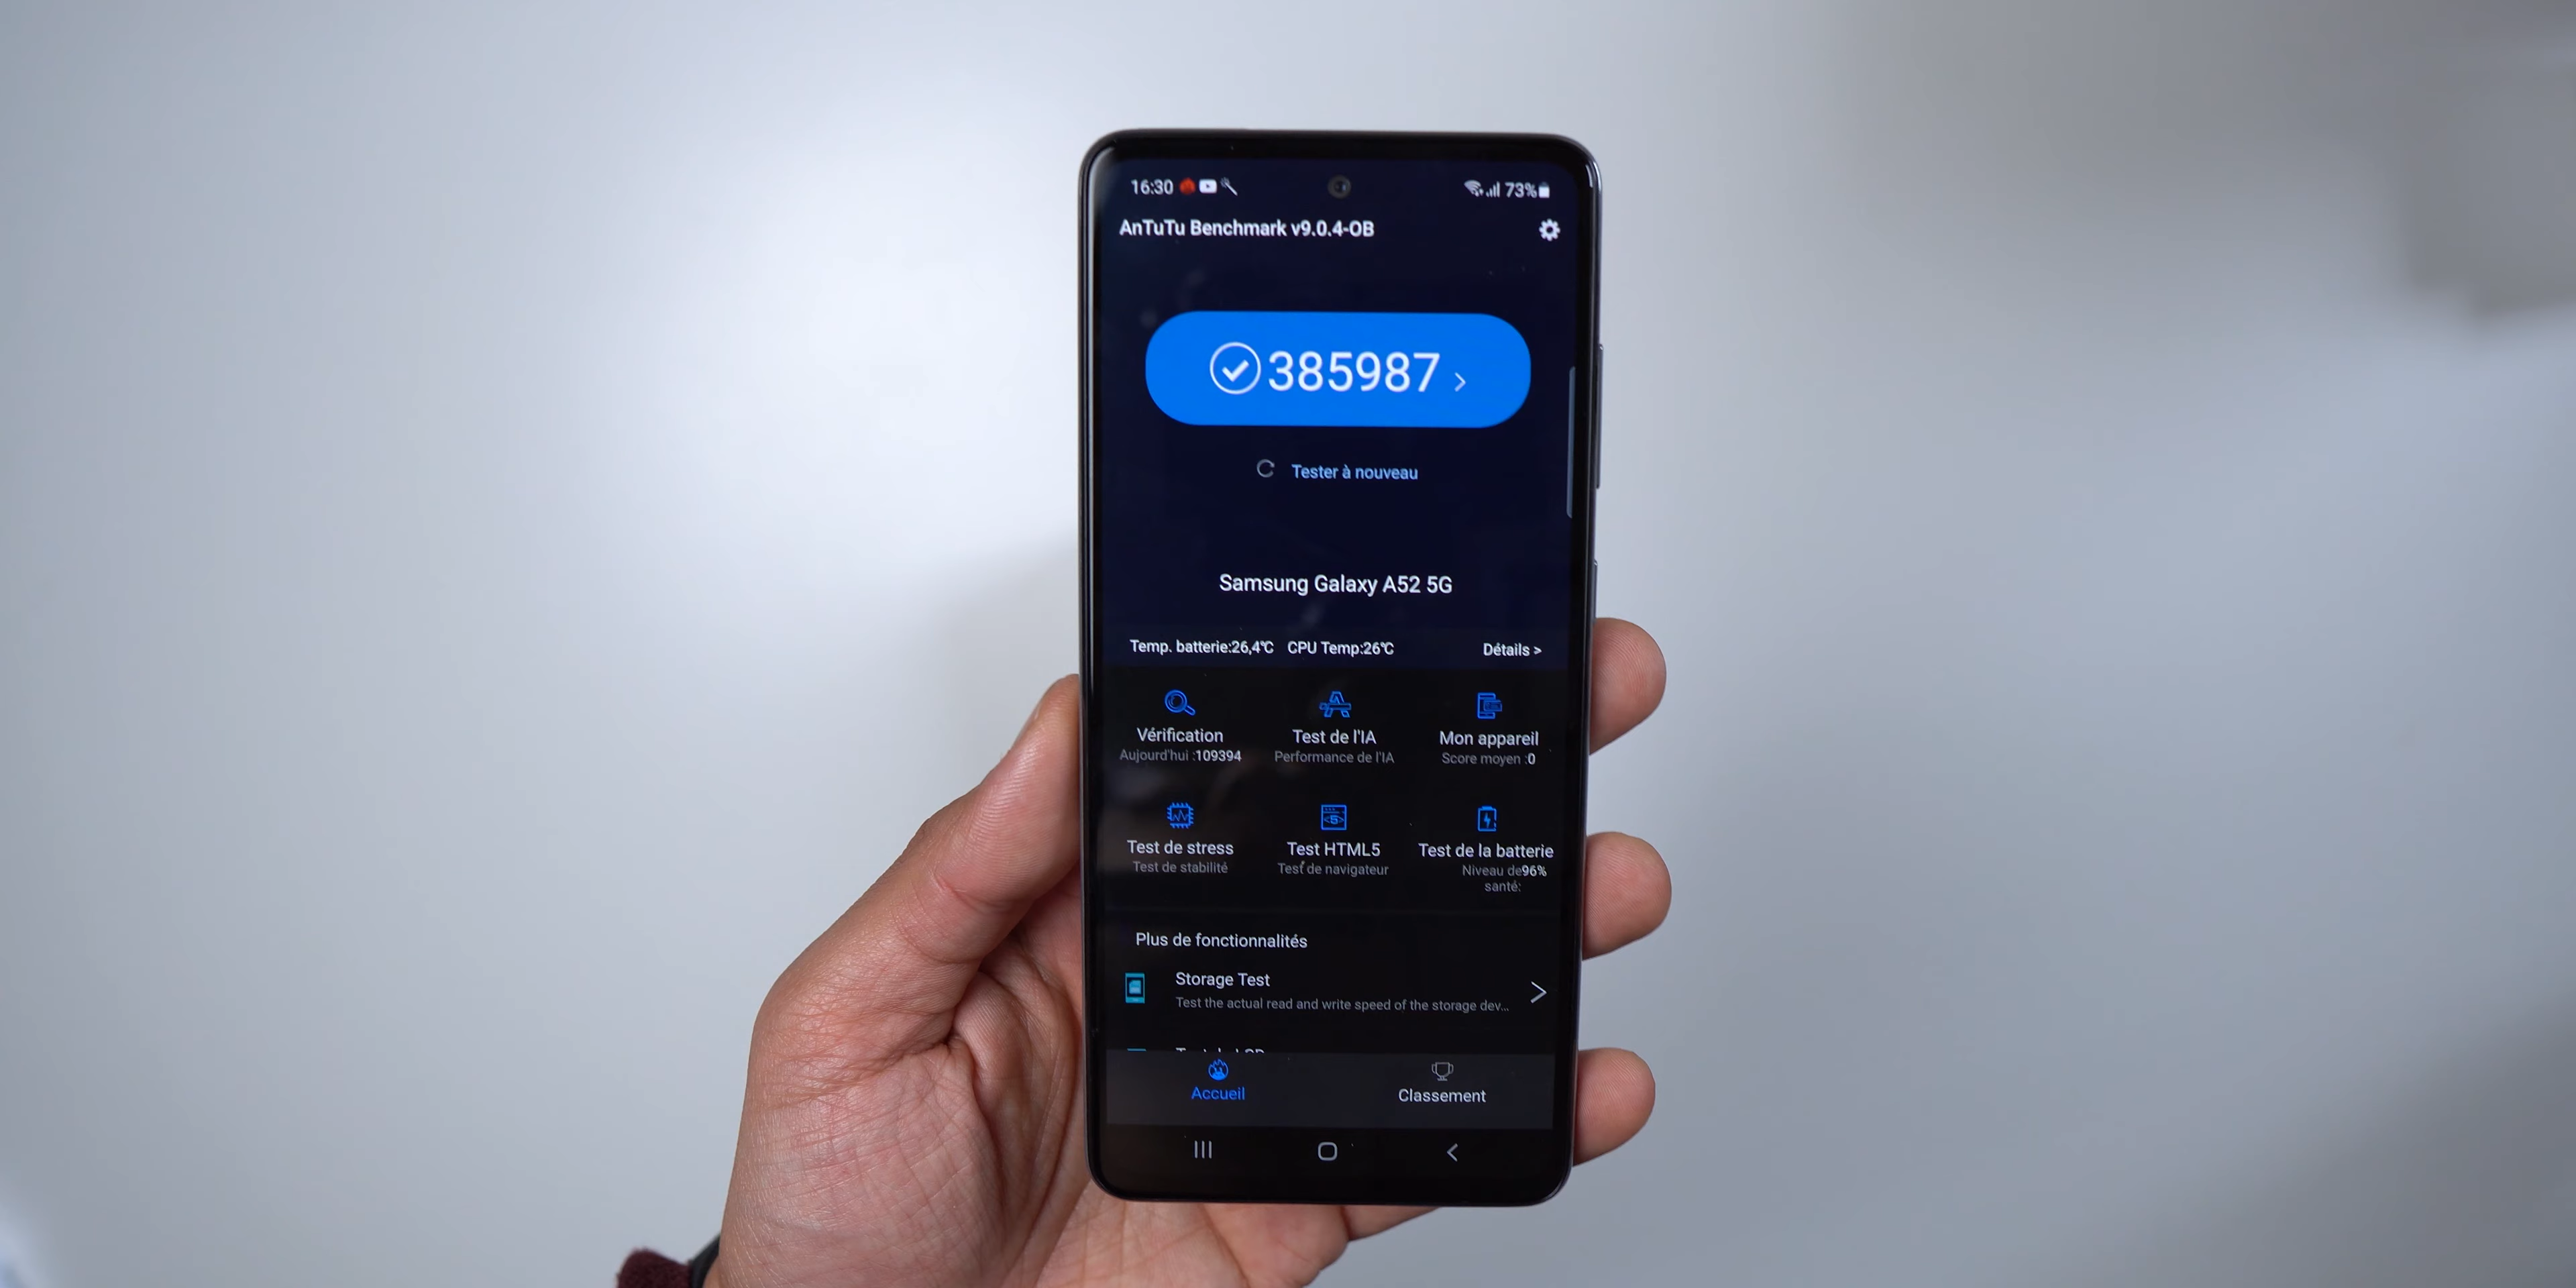 16:30
73%
AnTuTu Benchmark v9.0.4-OB
385987 >
Tester à nouveau
Samsung Galaxy A52 5G
Temp. batterie:26,4°C CPU Temp:26°C Détails >
Vérification
Aujourd'hui :109394
Test de l'IA
Performance de l'IA
Mon appareil
Score moyen :0
Test de stress
Test de stabilité
Test HTML5
Test de navigateur
Test de la batterie
Niveau de96%
santé:
Plus de fonctionnalités
Storage Test
Test the actual read and write speed of the storage dev...
Accueil
Classement